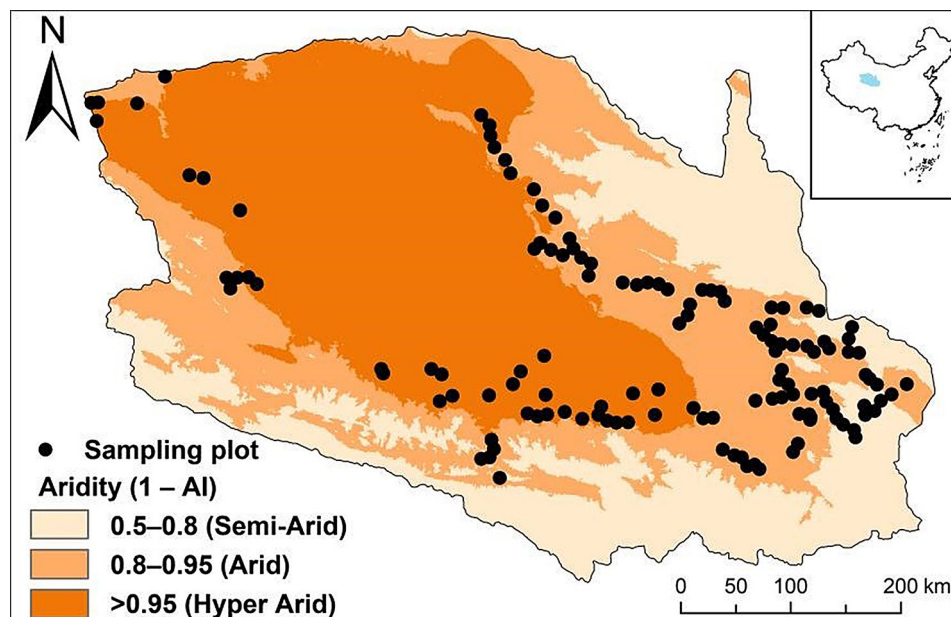 N
Sampling plot
Aridity (1 – AI)
0.5–0.8 (Semi-Arid)
0.8–0.95 (Arid)
>0.95 (Hyper Arid)
0 50 100 200 km